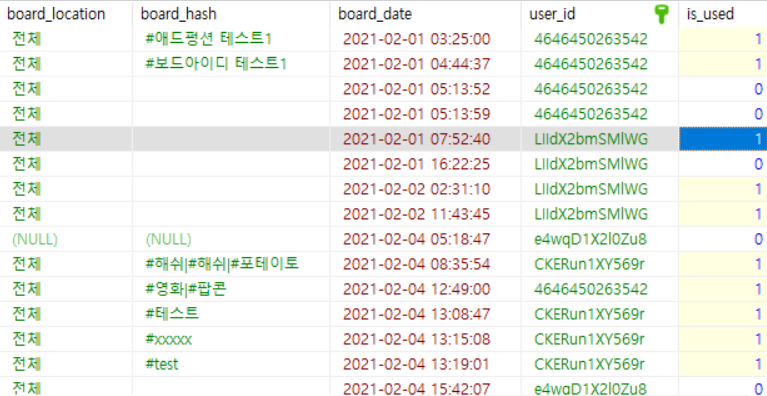 board_location board_hash board_date user_id is_used
전체 #애드펑션 테스트1 2021-02-01 03:25:00 4646450263542 1
전체 #보드아이디 테스트1 2021-02-01 04:44:37 4646450263542 1
전체 2021-02-01 05:13:52 4646450263542 0
전체 2021-02-01 05:13:59 4646450263542 0
전체 2021-02-01 07:52:40 LIIdX2bmSMlWG 1
전체 2021-02-01 16:22:25 LIIdX2bmSMlWG 0
전체 2021-02-02 02:31:10 LIIdX2bmSMlWG 1
전체 2021-02-02 11:43:45 LIIdX2bmSMlWG 1
(NULL) (NULL) 2021-02-04 05:18:47 e4wqD1X2l0Zu8 0
전체 #해쉬|#해쉬|#포테이토 2021-02-04 08:35:54 CKERun1XY569r 1
전체 #영화|#팝콘 2021-02-04 12:49:00 4646450263542 1
전체 #테스트 2021-02-04 13:08:47 CKERun1XY569r 1
전체 #xxxxx 2021-02-04 13:15:08 CKERun1XY569r 1
전체 #test 2021-02-04 13:19:01 CKERun1XY569r 1
전체 2021-02-04 15:42:07 e4wqD1X2l0Zu8 0